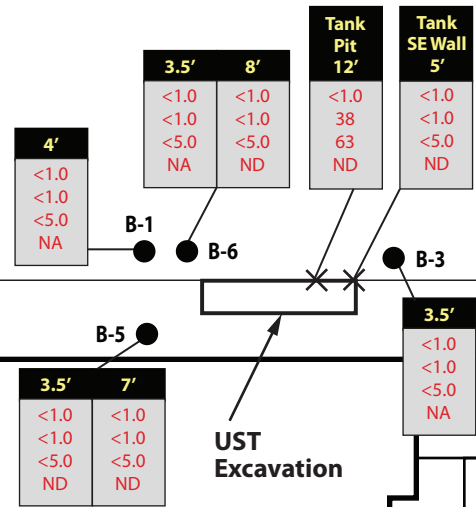 Tank
Pit
12’
<1.0
38
63
ND
Tank
SE Wall
5’
<1.0
<1.0
<5.0
ND
3.5’ 8’
<1.0 <1.0
<1.0 <1.0
<5.0 <5.0
NA ND
4’
<1.0
<1.0
<5.0
NA
B-1
B-6
B-3
B-5
3.5’
<1.0
<1.0
<5.0
NA
3.5’ 7’
<1.0 <1.0
<1.0 <1.0
<5.0 <5.0
ND ND
UST
Excavation